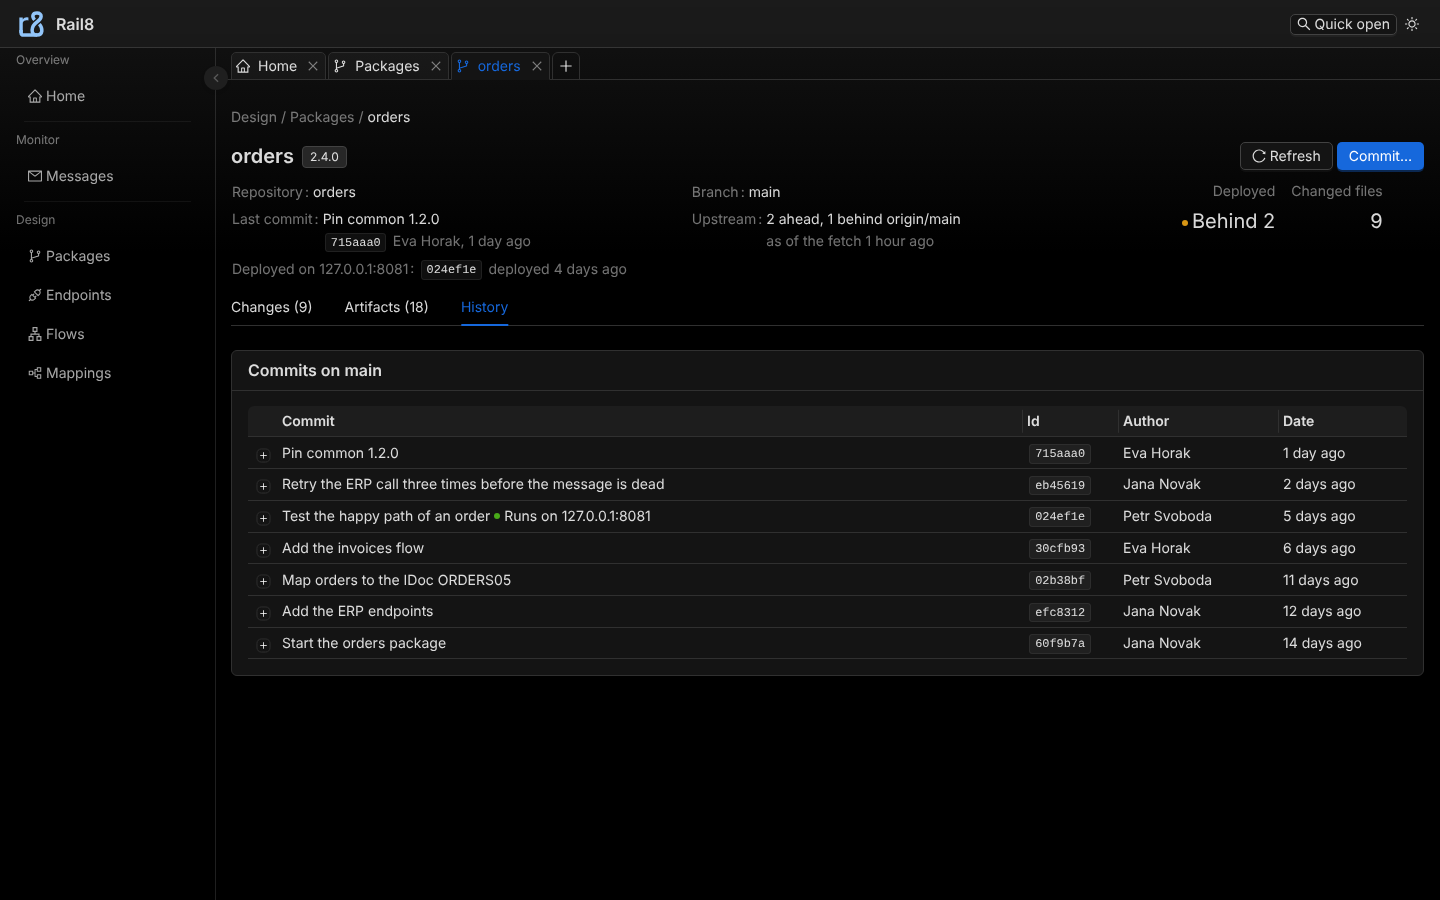 Rail8
Quick open
Overview
Home
Monitor
Messages
Design
Packages
Endpoints
Flows
Mappings
Home
Packages
orders
Design / Packages / orders
orders 2.4.0
Refresh
Commit...
Repository: orders
Branch: main
Deployed
Changed files
Last commit: Pin common 1.2.0
Upstream: 2 ahead, 1 behind origin/main
Behind 2
9
715aaa0 Eva Horak, 1 day ago
as of the fetch 1 hour ago
Deployed on 127.0.0.1:8081: 024ef1e deployed 4 days ago
Changes (9)
Artifacts (18)
History
Commits on main
Commit Id Author Date
Pin common 1.2.0 715aaa0 Eva Horak 1 day ago
Retry the ERP call three times before the message is dead eb45619 Jana Novak 2 days ago
Test the happy path of an order Runs on 127.0.0.1:8081 024ef1e Petr Svoboda 5 days ago
Add the invoices flow 30cfb93 Eva Horak 6 days ago
Map orders to the IDoc ORDERS05 02b38bf Petr Svoboda 11 days ago
Add the ERP endpoints efc8312 Jana Novak 12 days ago
Start the orders package 60f9b7a Jana Novak 14 days ago